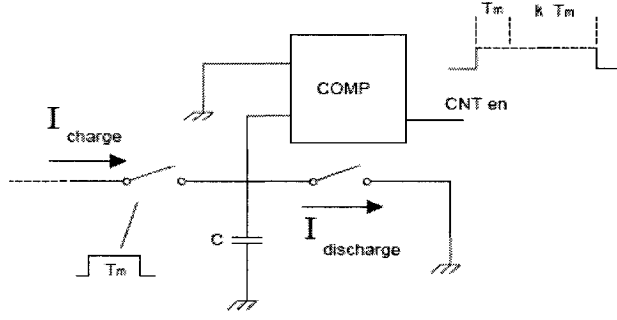 Tm k Tm
COMP
CNT en
I charge
C
I discharge
Tm